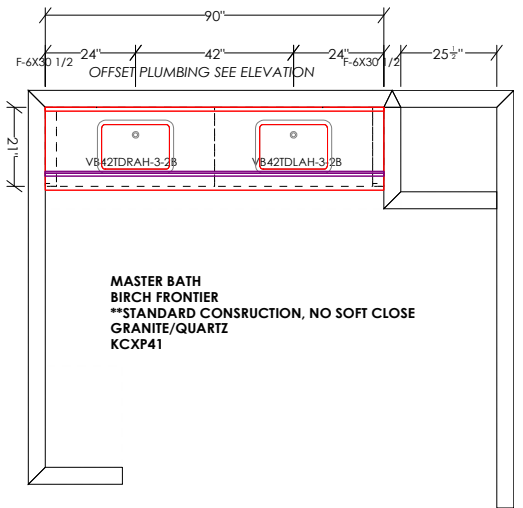 90"
24" 42" 24" 25 ½"
F-6X30 1/2 F-6X30 1/2
OFFSET PLUMBING SEE ELEVATION
21"
VB42TDRAH-3-2B VB42TDLAH-3-2B
MASTER BATH
BIRCH FRONTIER
**STANDARD CONSRUCTION, NO SOFT CLOSE
GRANITE/QUARTZ
KCXP41